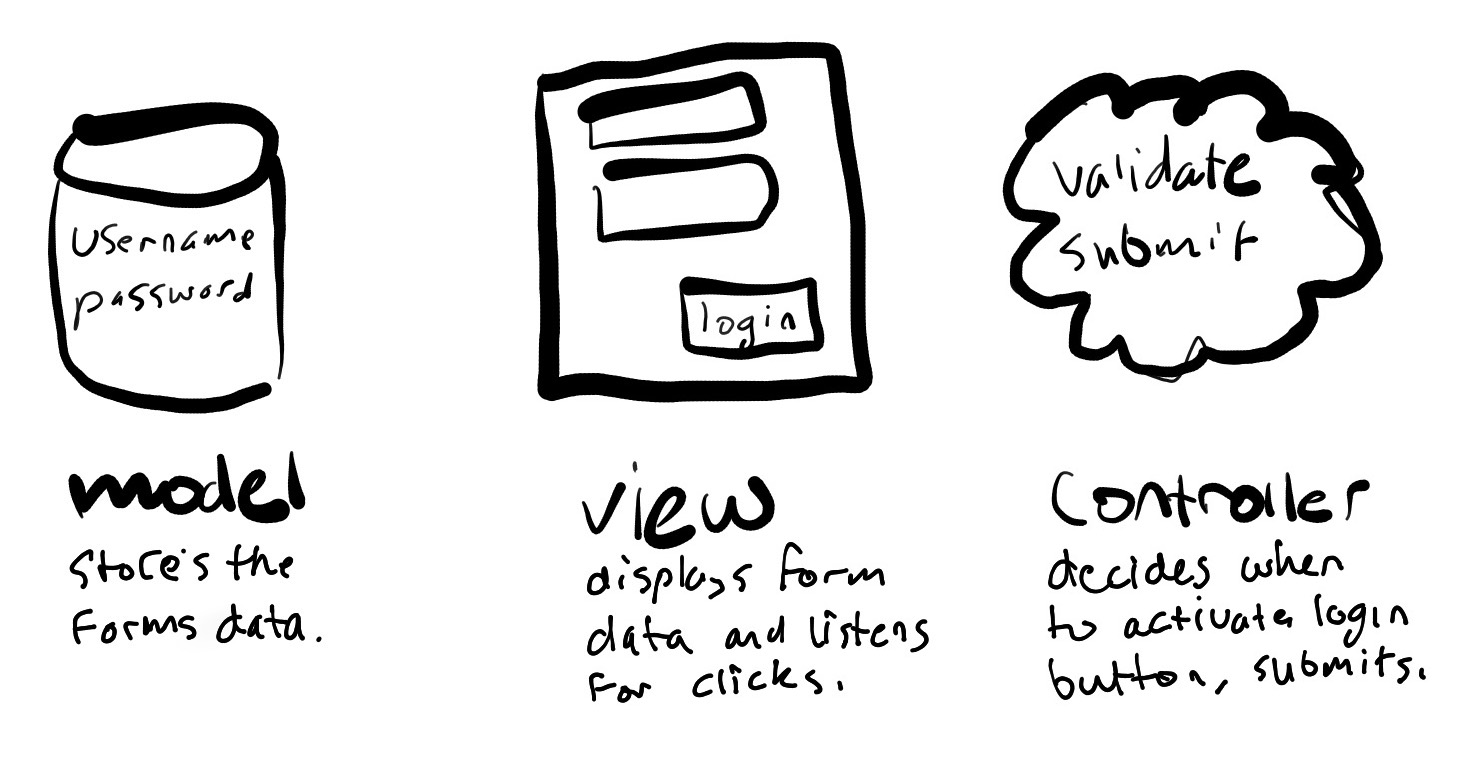 username
password
login
validate
submit
model
store's the
forms data.
view
displays form
data and listens
for clicks.
Controller
decides when
to activate login
button, submits.